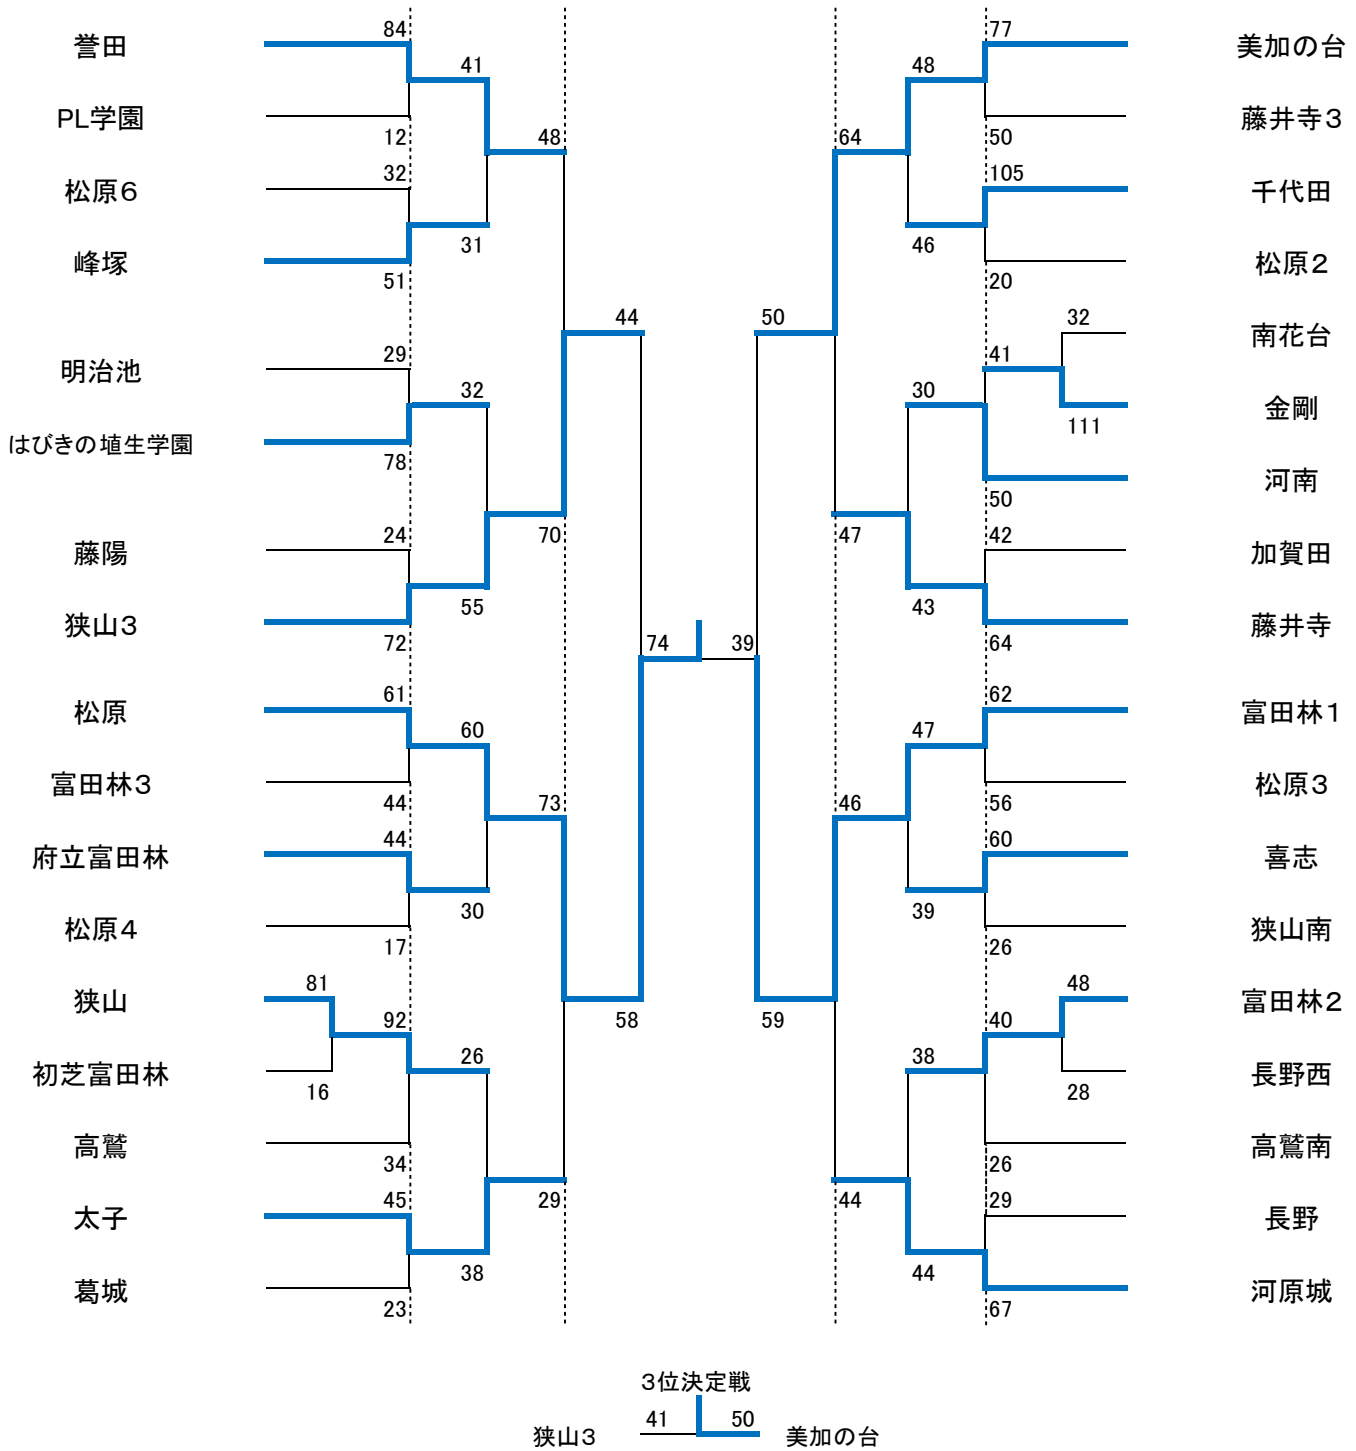 84 77
誉田 41 48 美加の台
PL学園 12 48 64 50 藤井寺３
32 105
松原６ 千代田
31 46
峰塚 51 20 松原２
44 50 32
29 41 南花台
明治池 32 30
金剛
はびきの埴生学園 78 111
河南
50
24 70 47 42
藤陽 加賀田
55 43
狭山３ 72 74 39 64 藤井寺
61 62
松原 60 47 富田林１
富田林３ 44 73 46 56 松原３
44 60
府立富田林 喜志
30 39
松原４ 17 26 狭山南
81 48
狭山 92 58 59 40 富田林２
26 38
初芝富田林 16 28 長野西
高鷲 34 26 高鷲南
45 29 44 29
太子 長野
38 44
葛城 23 67 河原城
３位決定戦
狭山３ 41 50 美加の台